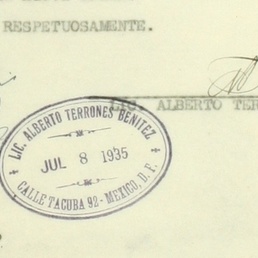 RESPETUOSAMENTE.
LIC. ALBERTO TER
LIC. ALBERTO TERRONES BENITEZ
JUL 8 1935
CALLE TACUBA 92 - MEXICO, D. F.